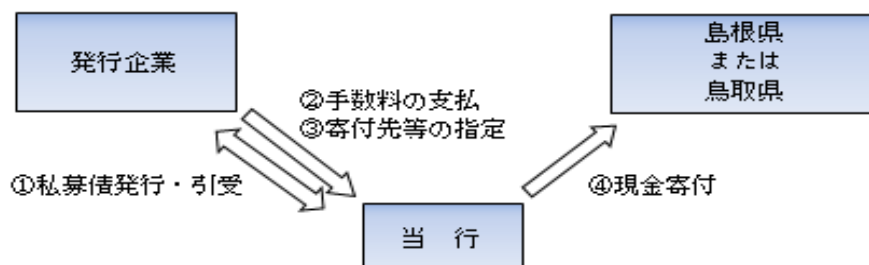 発行企業
島根県
または
鳥取県
②手数料の支払
③寄付先等の指定
①私募債発行・引受
④現金寄付
当　行